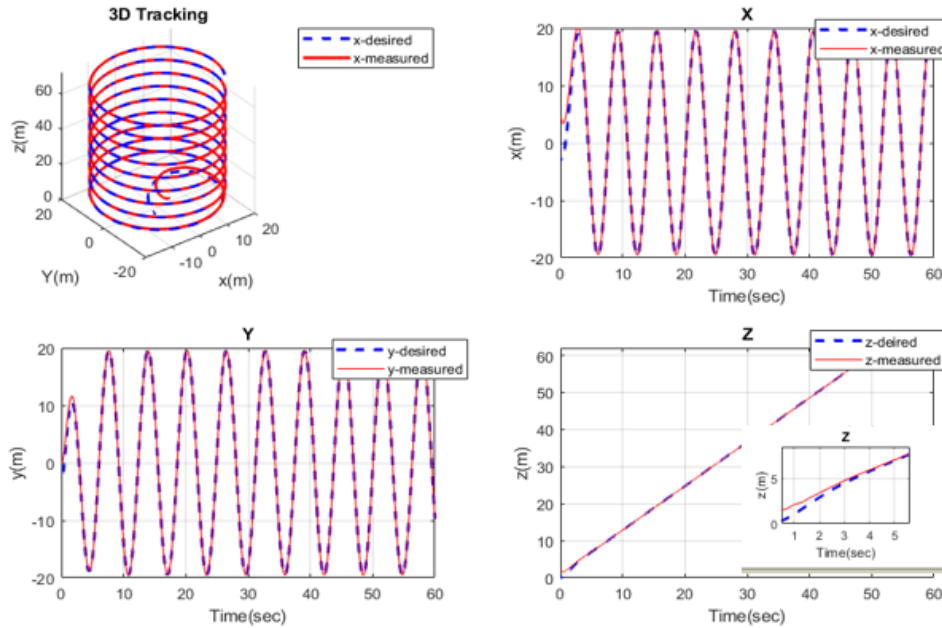 3D Tracking
x-desired
x-measured
z(m)
60
40
20
0
20
0
-20
Y(m)
-10
0
10
20
x(m)
X
x-desired
x-measured
x(m)
20
10
0
-10
-20
0
10
20
30
40
50
60
Time(sec)
Y
y-desired
y-measured
y(m)
20
10
0
-10
-20
0
10
20
30
40
50
60
Time(sec)
Z
z-deired
z-measured
z(m)
60
50
40
30
20
10
0
0
10
20
30
40
50
60
Time(sec)
Z
z(m)
5
0
1
2
3
4
5
Time(sec)